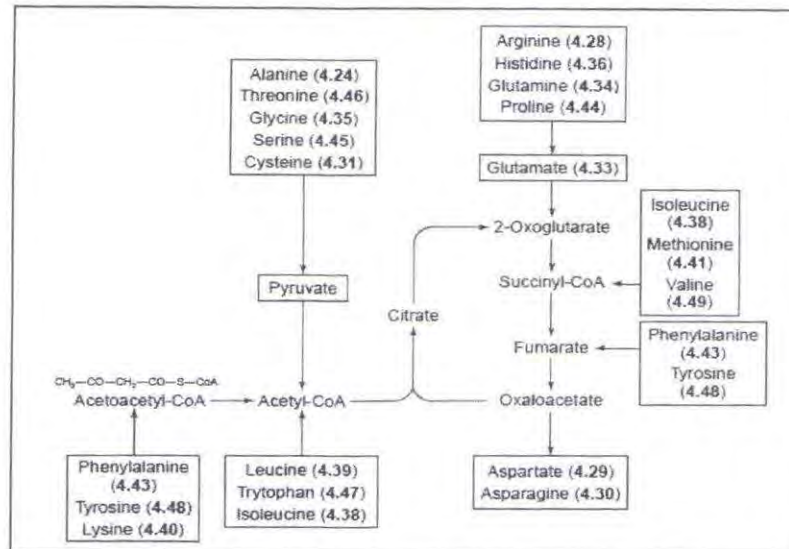 Arginine (4.28)
Histidine (4.36)
Glutamine (4.34)
Proline (4.44)
Alanine (4.24)
Threonine (4.46)
Glycine (4.35)
Serine (4.45)
Cysteine (4.31)
Glutamate (4.33)
Isoleucine
(4.38)
Methionine
(4.41)
Valine
(4.49)
2-Oxoglutarate
Succinyl-CoA
Pyruvate
Citrate
Fumarate
Phenylalanine
(4.43)
Tyrosine
(4.48)
CH₃—CO—CH₂—CO—S—CoA
Acetoacetyl-CoA
Acetyl-CoA
Oxaloacetate
Phenylalanine
(4.43)
Tyrosine (4.48)
Lysine (4.40)
Leucine (4.39)
Trytophan (4.47)
Isoleucine (4.38)
Aspartate (4.29)
Asparagine (4.30)